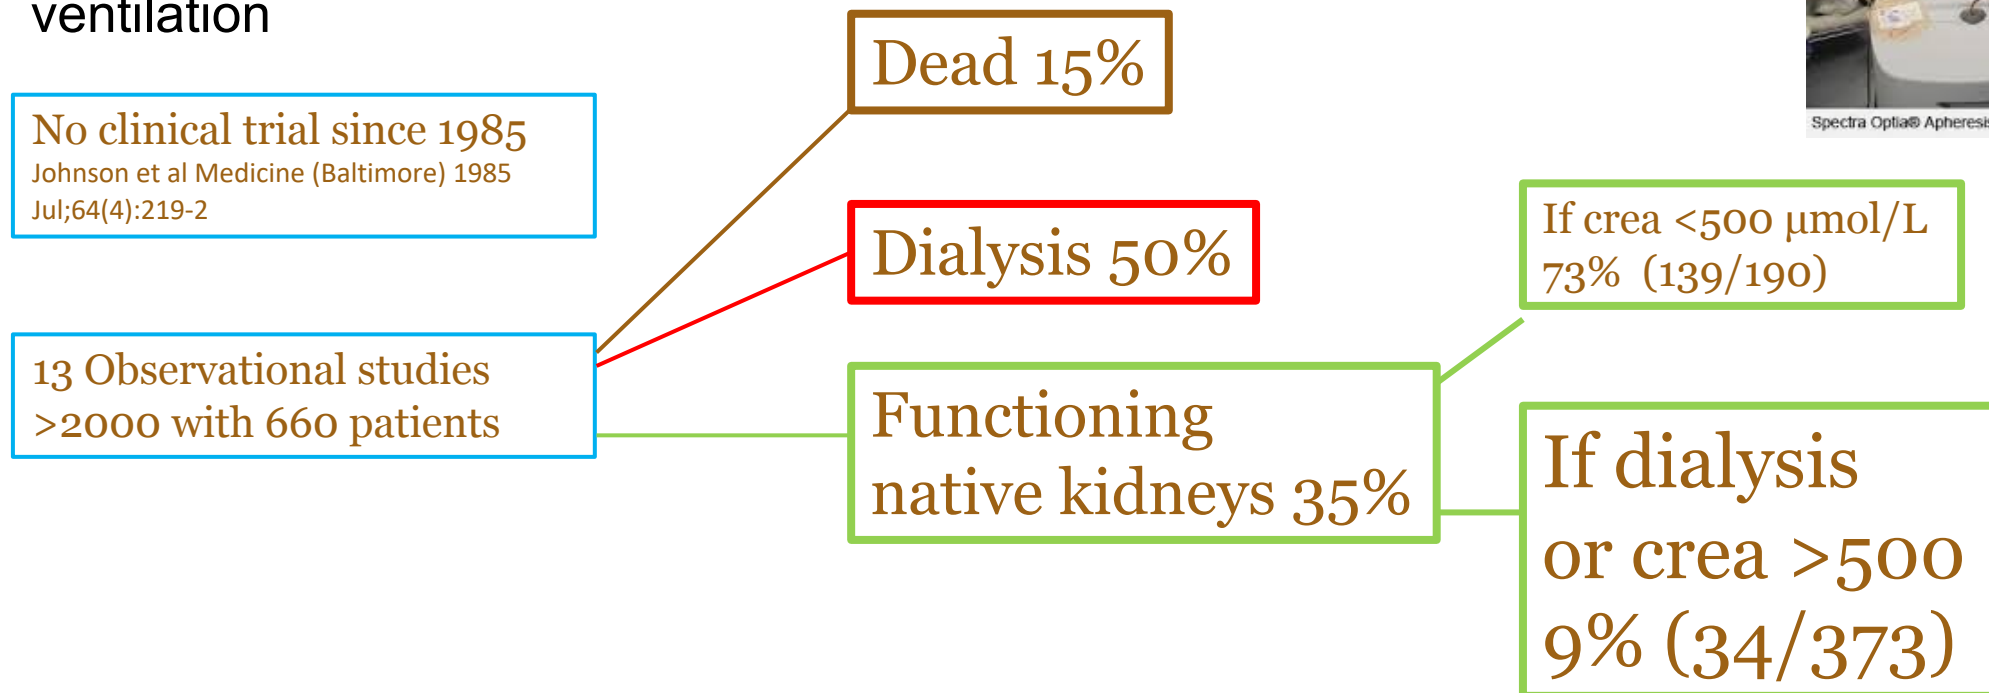 ventilation
No clinical trial since 1985
Johnson et al Medicine (Baltimore) 1985
Jul;64(4):219-2
13 Observational studies
>2000 with 660 patients
Dead 15%
Dialysis 50%
Functioning
native kidneys 35%
Spectra Optia® Apheresis
If crea <500 µmol/L
73% (139/190)
If dialysis
or crea >500
9% (34/373)